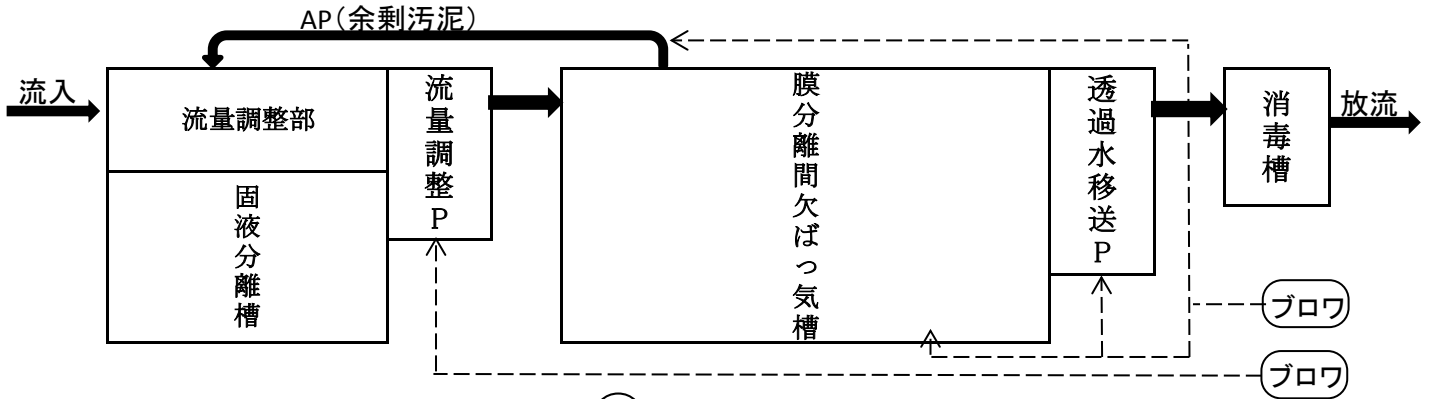 AP（余剰汚泥）
流入
流量調整部
固液分離槽
流量調整P
膜分離間欠ばっ気槽
透過水移送P
消毒槽
放流
ブロワ
ブロワ